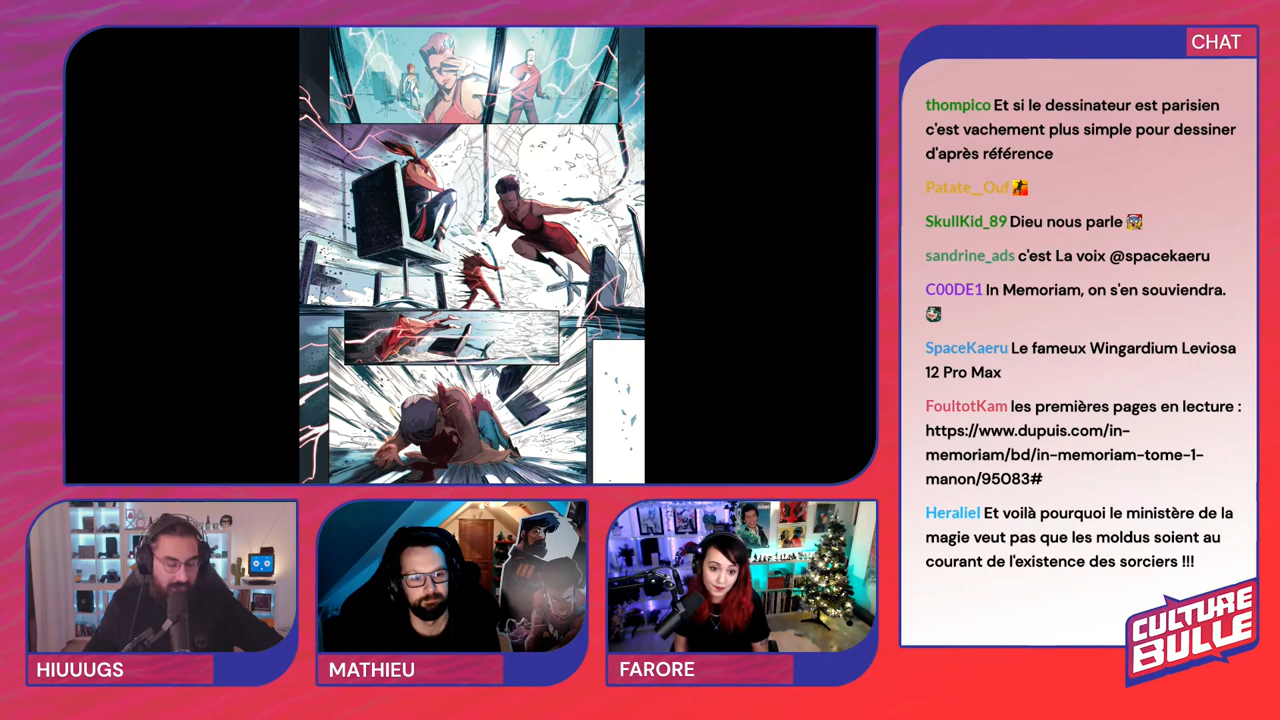 CHAT
thompico Et si le dessinateur est parisien
c'est vachement plus simple pour dessiner
d'après référence
Patate__Ouf
SkullKid_89 Dieu nous parle
sandrine_ads c'est La voix @spacekaeru
C00DE1 In Memoriam, on s'en souviendra.
SpaceKaeru Le fameux Wingardium Leviosa
12 Pro Max
FoultotKam les premières pages en lecture :
https://www.dupuis.com/in-
memoriam/bd/in-memoriam-tome-1-
manon/95083#
Heraliel Et voilà pourquoi le ministère de la
magie veut pas que les moldus soient au
courant de l'existence des sorciers !!!
CULTURE
BULLE
HIUUUGS
MATHIEU
FARORE